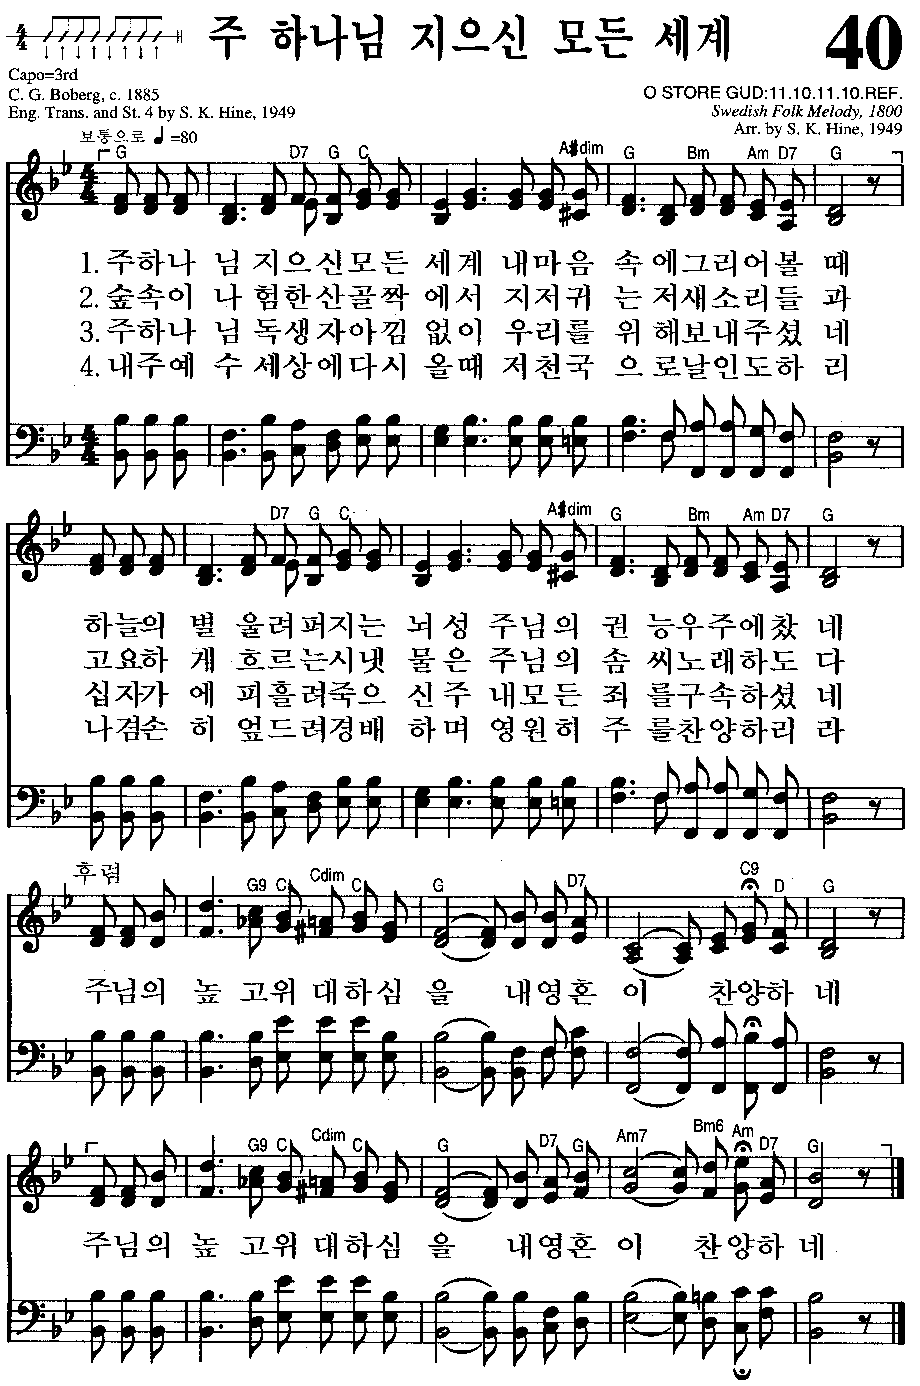 주 하나님 지으신 모든 세계 40
Capo=3rd
C. G. Boberg, c. 1885 O STORE GUD:11.10.11.10.REF.
Eng. Trans. and St. 4 by S. K. Hine, 1949 Swedish Folk Melody, 1800
Arr. by S. K. Hine, 1949
보통으로 ♩=80
G D7 G C A#dim G Bm Am D7 G
4/4
1. 주하나 님 지으신모든 세계 내마음 속에그리어볼 때
2. 숲속이 나 험한산골짝 에서 지저귀 는저새소리들 과
3. 주하나 님 독생자아낌 없이 우리를 위해보내주셨 네
4. 내주예 수 세상에다시 올때 저천국 으로날인도하 리
4/4
D7 G C A#dim G Bm Am D7 G
하늘의 별 울려퍼지는 뇌성 주님의 권능우주에찼 네
고요하 게 흐르는시냇 물은 주님의 솜씨노래하도 다
십자가 에 피흘려죽으 신주 내모든 죄를구속하셨 네
나겸손 히 엎드려경배 하며 영원히 주를찬양하리 라
후렴
G9 C Cdim C G D7 C9 D G
주님의 높 고위대하심 을 내영혼 이 찬양하 네
G9 C Cdim C G D7 G Am7 Bm6 Am D7 G
주님의 높 고위대하심 을 내영혼 이 찬양하 네